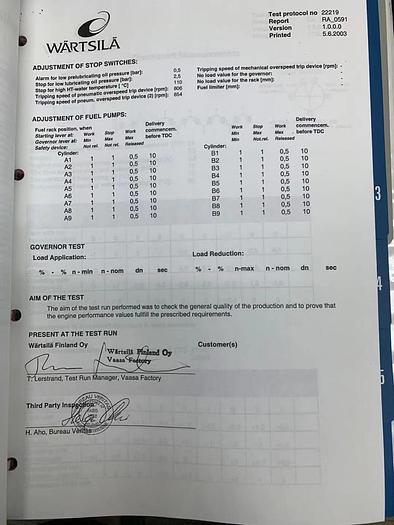 WÄRTSILÄ
Test protocol no 22219
Report RA_0591
Version 1.0.0.0
Printed 5.6.2003
ADJUSTMENT OF STOP SWITCHES:
Alarm for low prelubricating oil pressure [bar]: 0,5
Stop for low lubricating oil pressure [bar]: 2,5
Stop for high HT-water temperature [ °C] 110
Tripping speed of pneumatic overspeed trip device [rpm]: 806
Tripping speed of pneum. overspeed trip device (2) [rpm]: 854
Tripping speed of mechanical overspeed trip device [rpm]: -
No load value for the governor: -
No load value for the rack [mm]: -
Fuel limiter [mm]: -
ADJUSTMENT OF FUEL PUMPS:
Fuel rack position, when Delivery
Starting lever at: Work Stop Work commencem.
Governor lever at: Min Max Max before TDC
Safety device: Not rel. Not rel. Released
Cylinder:
A1 1 1 0,5 10
A2 1 1 0,5 10
A3 1 1 0,5 10
A4 1 1 0,5 10
A5 1 1 0,5 10
A6 1 1 0,5 10
A7 1 1 0,5 10
A8 1 1 0,5 10
A9 1 1 0,5 10
Delivery
Work Stop Work commencem.
Min Max Max before TDC
Min Not rel. Released
Cylinder:
B1 1 1 0,5 10
B2 1 1 0,5 10
B3 1 1 0,5 10
B4 1 1 0,5 10
B5 1 1 0,5 10
B6 1 1 0,5 10
B7 1 1 0,5 10
B8 1 1 0,5 10
B9 1 1 0,5 10
GOVERNOR TEST
Load Application:
% - % n - min n - nom dn sec
Load Reduction:
% - % n-max n - nom dn sec
AIM OF THE TEST
The aim of the test run performed was to check the general quality of the production and to prove that
the engine performance values fullfill the prescribed requirements.
PRESENT AT THE TEST RUN
Wärtsilä Finland Oy
Customer(s)
Wärtsilä Finland Oy
Vaasa Factory
T. Lerstrand, Test Run Manager, Vaasa Factory
Third Party Inspection
BUREAU VERITAS
H. Aho, Bureau Veritas
3
4
5